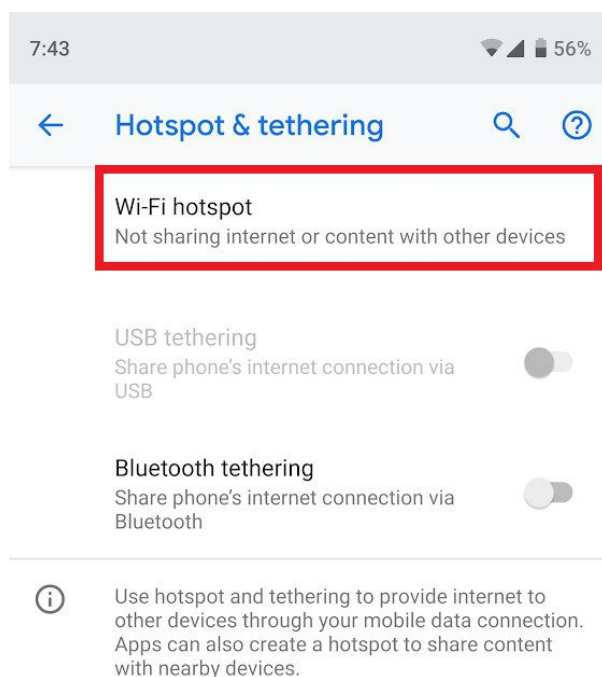 7:43 56%
Hotspot & tethering
Wi-Fi hotspot
Not sharing internet or content with other devices
USB tethering
Share phone's internet connection via
USB
Bluetooth tethering
Share phone's internet connection via
Bluetooth
Use hotspot and tethering to provide internet to
other devices through your mobile data connection.
Apps can also create a hotspot to share content
with nearby devices.